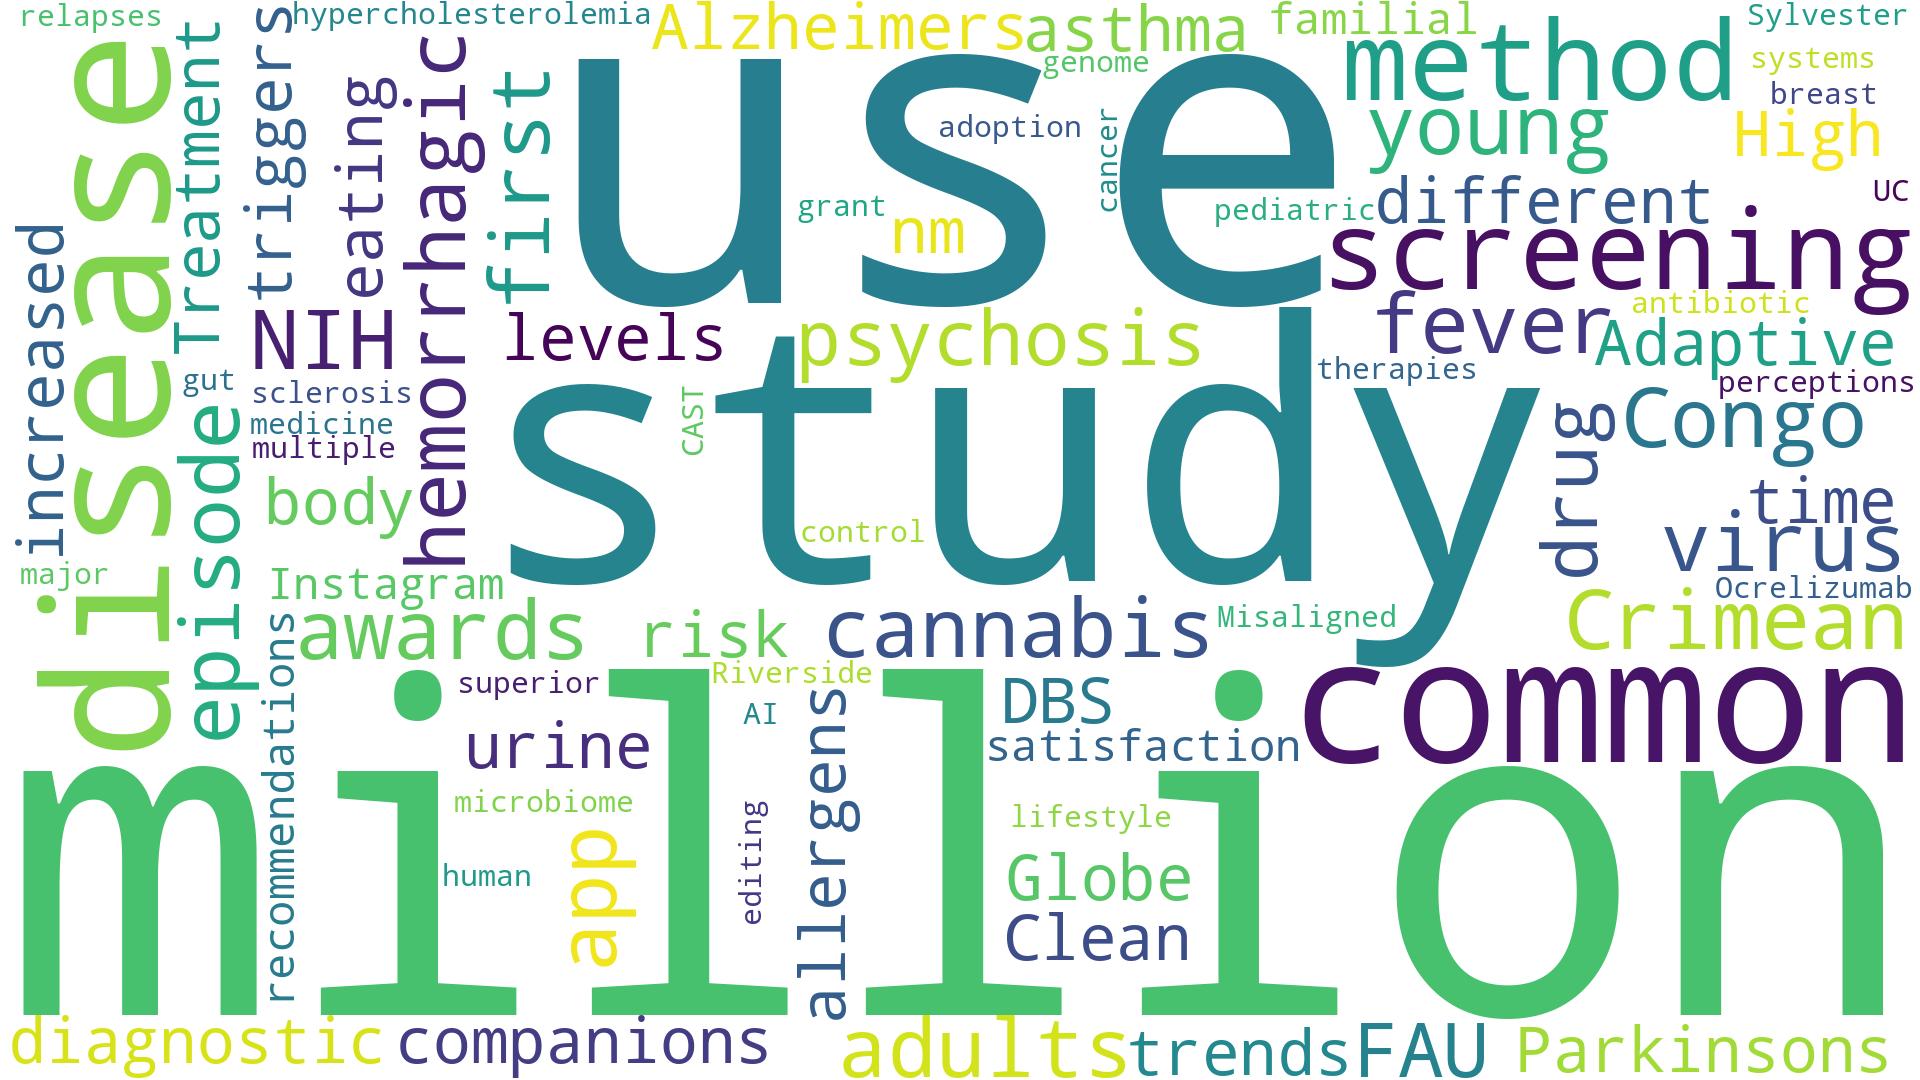 relapses
hypercholesterolemia
Alzheimers
asthma
familial
Sylvester
disease
Treatment
triggers
eating
hemorrhagic
first
use
genome
method
systems
breast
adoption
cancer
young
High
grant
nm
pediatric
different
UC
screening
increased
NIH
levels
psychosis
fever
antibiotic
Adaptive
therapies
perceptions
gut
sclerosis
medicine
multiple
episode
body
CAST
study
control
drug
Congo
time
virus
Ocrelizumab
major
Instagram
awards
risk
cannabis
Misaligned
Crimean
recommendations
superior
Riverside
AI
DBS
common
urine
satisfaction
allergens
million
microbiome
app
human
editing
lifestyle
Globe
Clean
diagnostic
companions
adults
trends
FAU
Parkinsons